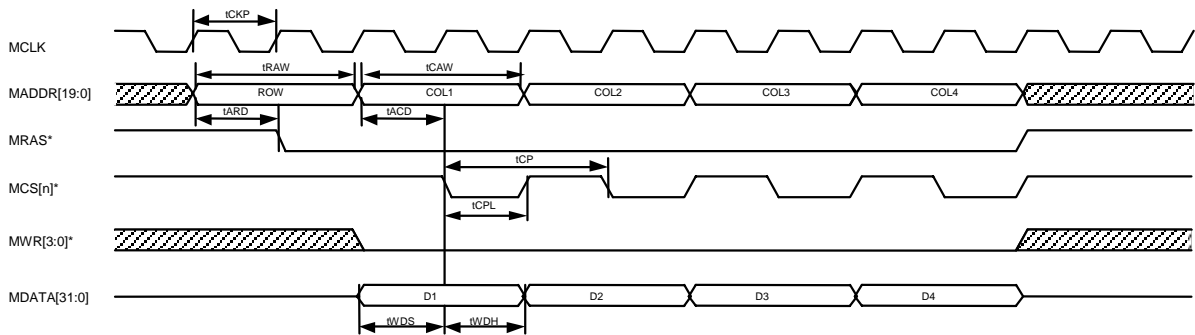 tCKP
MCLK
tRAW tCAW
MADDR[19:0] ROW COL1 COL2 COL3 COL4
tARD tACD
MRAS*
tCP
MCS[n]*
tCPL
MWR[3:0]*
MDATA[31:0] D1 D2 D3 D4
tWDS tWDH